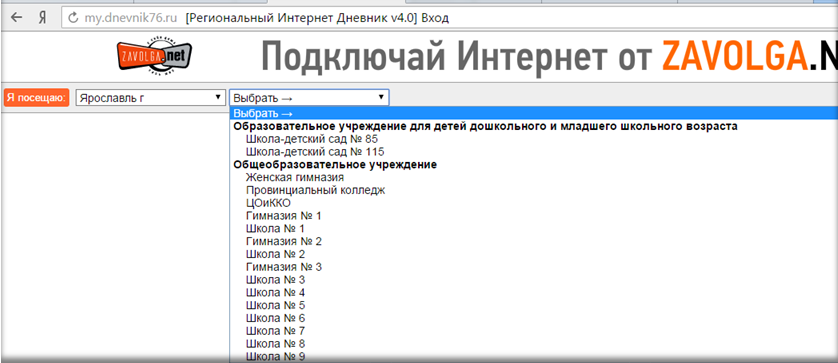 Я my.dnevnik76.ru [Региональный Интернет Дневник v4.0] Вход
ZAVOLGA.net
Подключай Интернет от ZAVOLGA.N
Я посещаю: Ярославль г Выбрать →
Выбрать →
Образовательное учреждение для детей дошкольного и младшего школьного возраста
Школа-детский сад № 85
Школа-детский сад № 115
Общеобразовательное учреждение
Женская гимназия
Провинциальный колледж
ЦОиККО
Гимназия № 1
Школа № 1
Гимназия № 2
Школа № 2
Гимназия № 3
Школа № 3
Школа № 4
Школа № 5
Школа № 6
Школа № 7
Школа № 8
Школа № 9